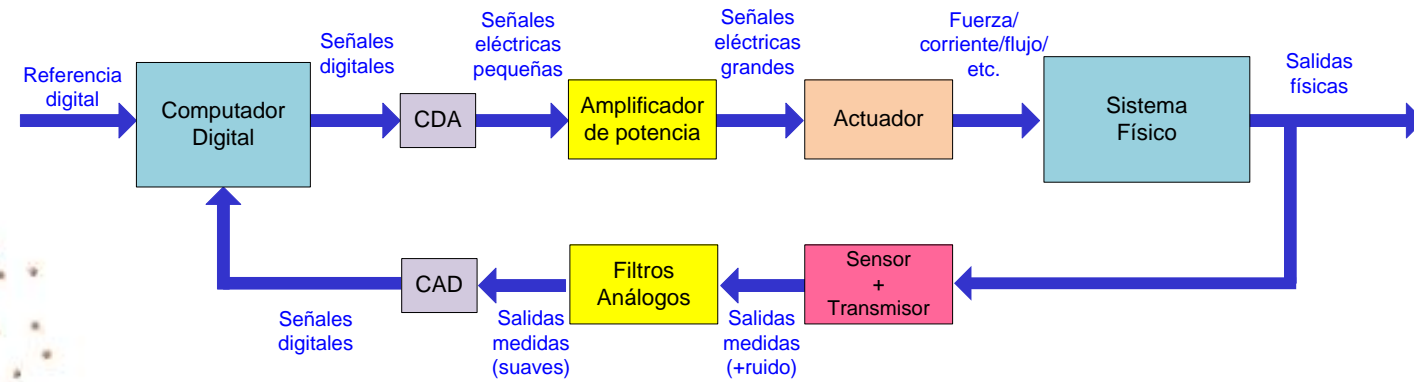 Referencia
digital
Computador
Digital
Señales
digitales
CDA
Señales
eléctricas
pequeñas
Amplificador
de potencia
Señales
eléctricas
grandes
Actuador
Fuerza/
corriente/flujo/
etc.
Sistema
Físico
Salidas
físicas
Sensor
+
Transmisor
Salidas
medidas
(+ruido)
Filtros
Análogos
Salidas
medidas
(suaves)
CAD
Señales
digitales